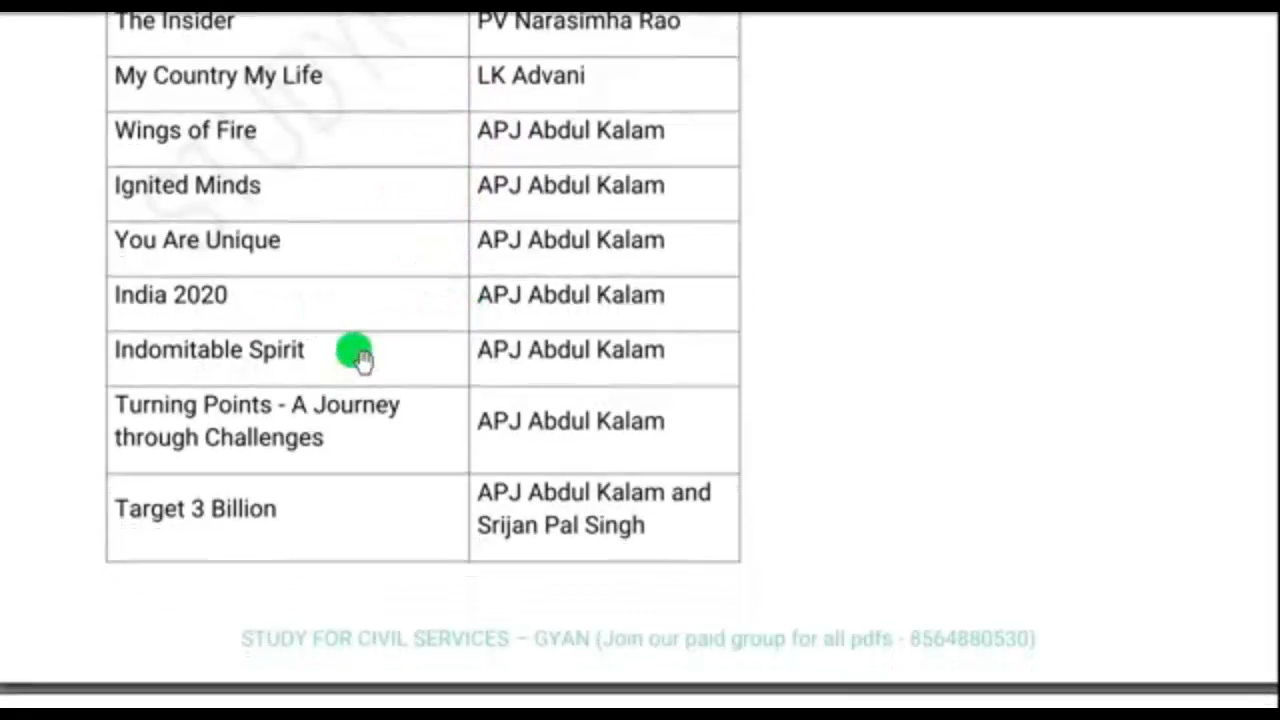 The Insider PV Narasimha Rao
My Country My Life LK Advani
Wings of Fire APJ Abdul Kalam
Ignited Minds APJ Abdul Kalam
You Are Unique APJ Abdul Kalam
India 2020 APJ Abdul Kalam
Indomitable Spirit APJ Abdul Kalam
Turning Points - A Journey
through Challenges
APJ Abdul Kalam
Target 3 Billion
APJ Abdul Kalam and
Srijan Pal Singh
STUDY FOR CIVIL SERVICES – GYAN (Join our paid group for all pdfs - 8564880530)